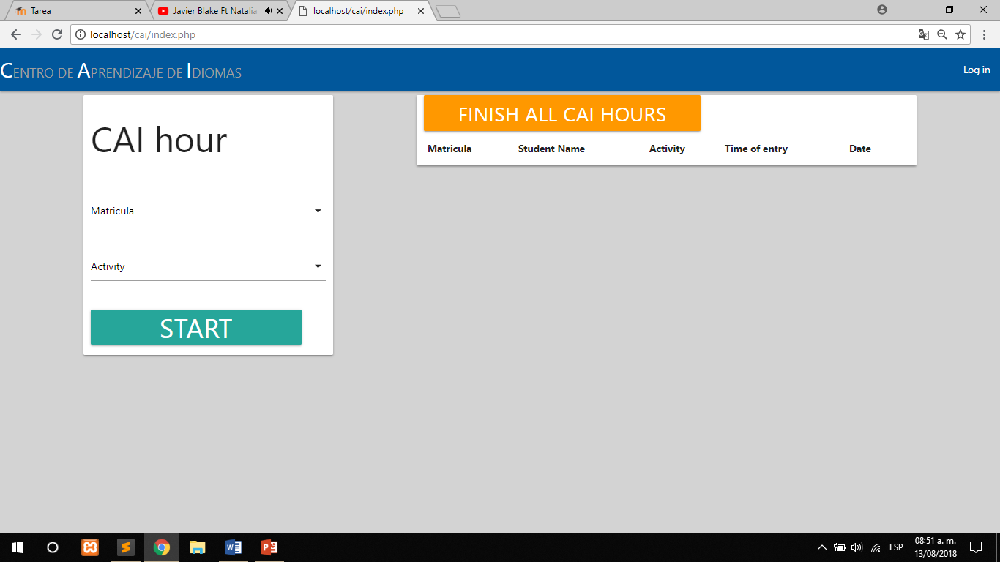 Tarea
Javier Blake Ft Natalia
localhost/cai/index.php
localhost/cai/index.php
CENTRO DE APRENDIZAJE DE IDIOMAS
Log in
CAI hour
Matricula
Activity
START
FINISH ALL CAI HOURS
Matricula Student Name Activity Time of entry Date
ESP
08:51 a. m.
13/08/2018